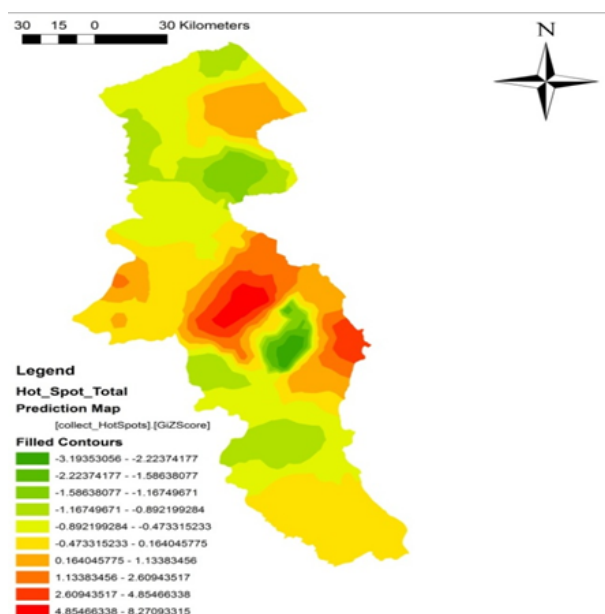 30 15 0 30 Kilometers
N
Legend
Hot_Spot_Total
Prediction Map
[collect_HotSpots].[GiZScore]
Filled Contours
-3.19353056 - -2.22374177
-2.22374177 - -1.58638077
-1.58638077 - -1.16749671
-1.16749671 - -0.892199284
-0.892199284 - -0.473315233
-0.473315233 - 0.164045775
0.164045775 - 1.13383456
1.13383456 - 2.60943517
2.60943517 - 4.85466338
4.85466338 - 8.27093315